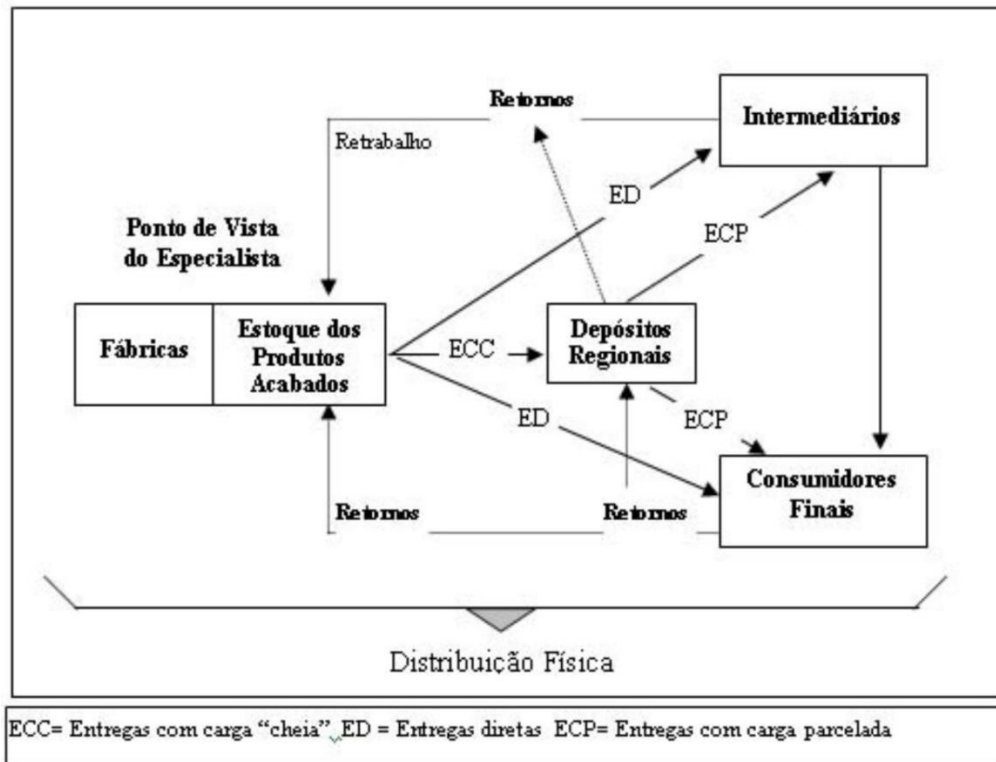 Retornos
Intermediários
Retrabalho
ED
Ponto de Vista
do Especialista
ECP
Fábricas
Estoque dos
Produtos
Acabados
ECC
Depósitos
Regionais
ED
ECP
Consumidores
Finais
Retornos
Retornos
Distribuição Física
ECC= Entregas com carga “cheia” ED = Entregas diretas ECP= Entregas com carga parcelada